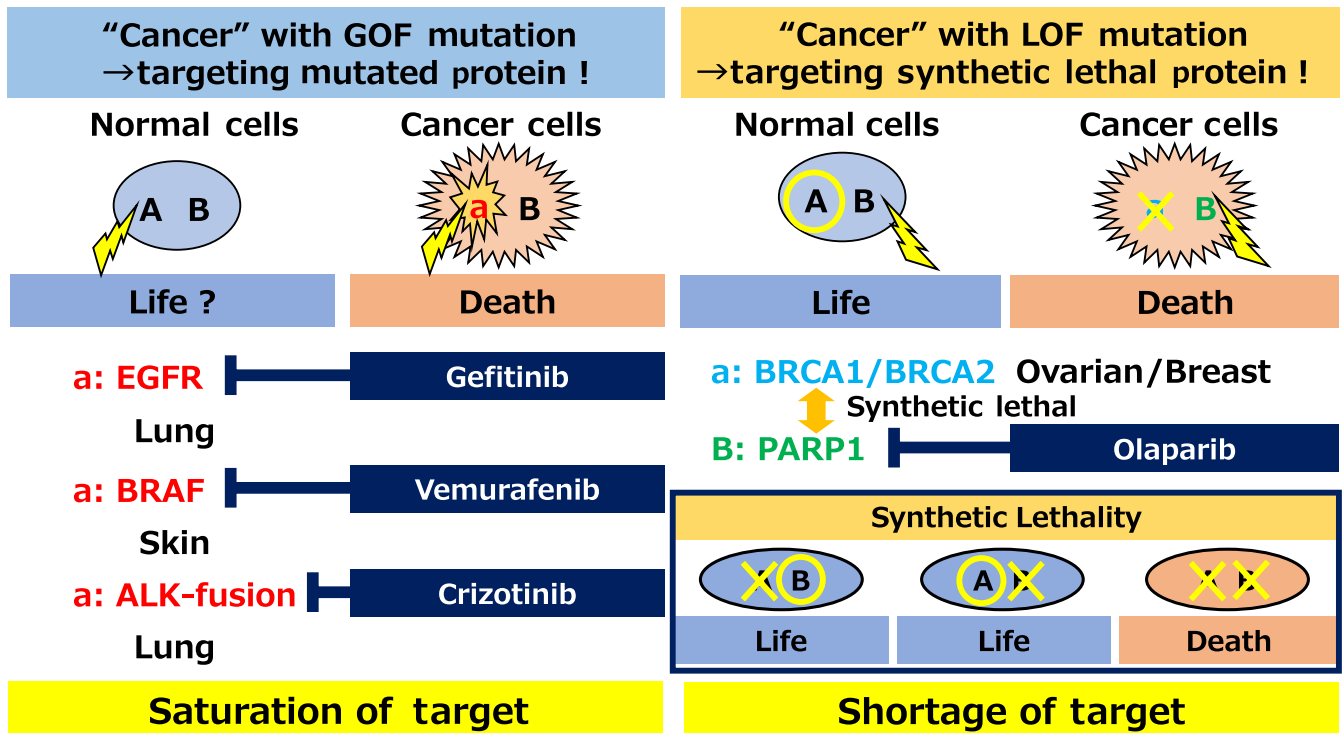 “Cancer” with GOF mutation
→targeting mutated protein !
Normal cells
Cancer cells
A B
a B
Life ?
Death
a: EGFR
Gefitinib
Lung
a: BRAF
Vemurafenib
Skin
a: ALK-fusion
Crizotinib
Lung
Saturation of target
“Cancer” with LOF mutation
→targeting synthetic lethal protein !
Normal cells
Cancer cells
A B
a B
Life
Death
a: BRCA1/BRCA2 Ovarian/Breast
Synthetic lethal
B: PARP1
Olaparib
Synthetic Lethality
A B
A B
A B
Life
Life
Death
Shortage of target